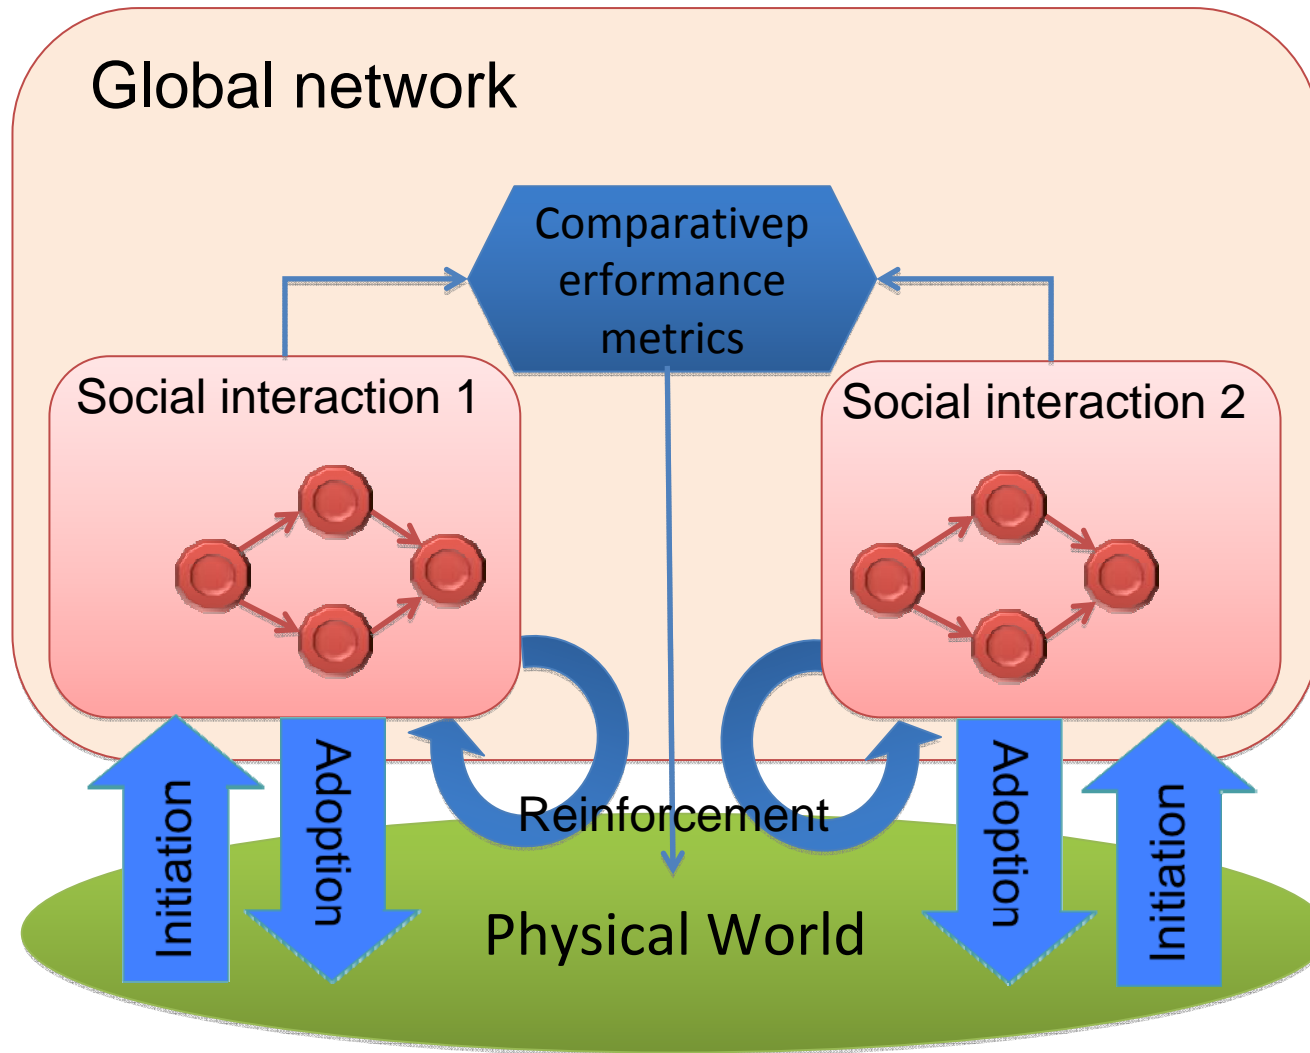 Global network
Comparativep
erformance
metrics
Social interaction 1
Social interaction 2
Initiation
Adoption
Reinforcement
Adoption
Initiation
Physical World